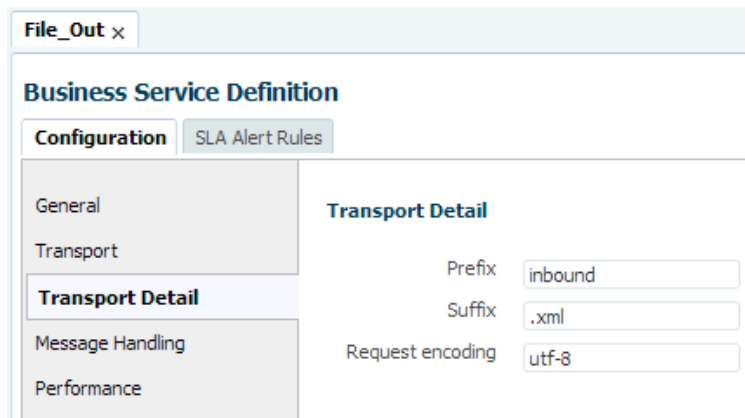 File_Out ×
Business Service Definition
Configuration SLA Alert Rules
General
Transport
Transport Detail
Message Handling
Performance
Transport Detail
Prefix inbound
Suffix .xml
Request encoding utf-8